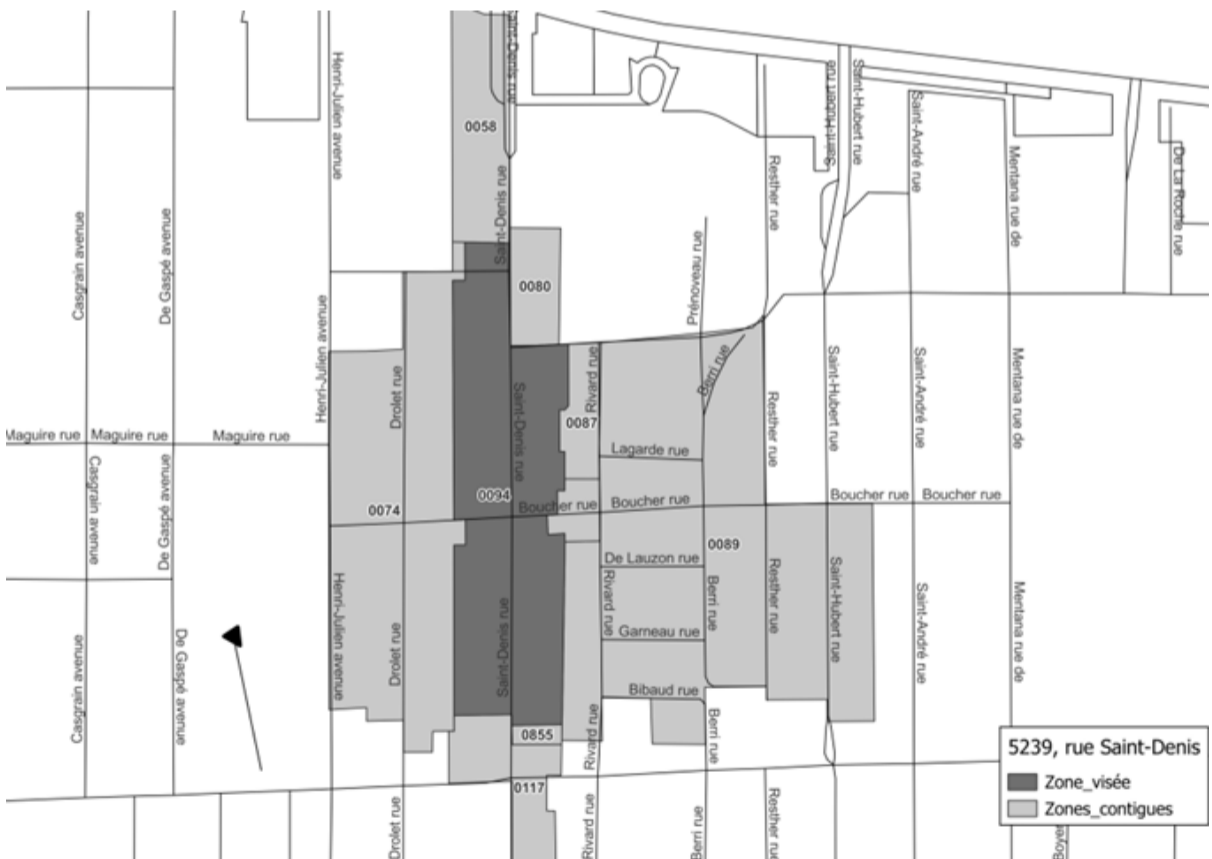 Saint-Denis rue
Henri-Julien avenue
0058
Saint-Hubert rue
Saint-Hubert rue
Saint-André rue
Mentana rue de
De La Roche rue
Resther rue
Casgrain avenue
De Gaspé avenue
Saint-Denis rue
Prénoveau rue
0080
Henri-Julien avenue
Drolet rue
Saint-Denis rue
Rivard rue
Berri rue
Resther rue
Saint-Hubert rue
Saint-André rue
Mentana rue de
0087
Maguire rue
Maguire rue
Maguire rue
Lagarde rue
Casgrain avenue
De Gaspé avenue
0074
0094
Boucher rue
Boucher rue
Boucher rue
Boucher rue
0089
De Lauzon rue
Henri-Julien avenue
Drolet rue
Saint-Denis rue
Rivard rue
Berri rue
Resther rue
Saint-Hubert rue
Saint-André rue
Mentana rue de
Garneau rue
Casgrain avenue
De Gaspé avenue
Bibaud rue
0855
Rivard rue
Berri rue
0117
Drolet rue
Rivard rue
Berri rue
Resther rue
5239, rue Saint-Denis
Zone_visée
Zones_contigues